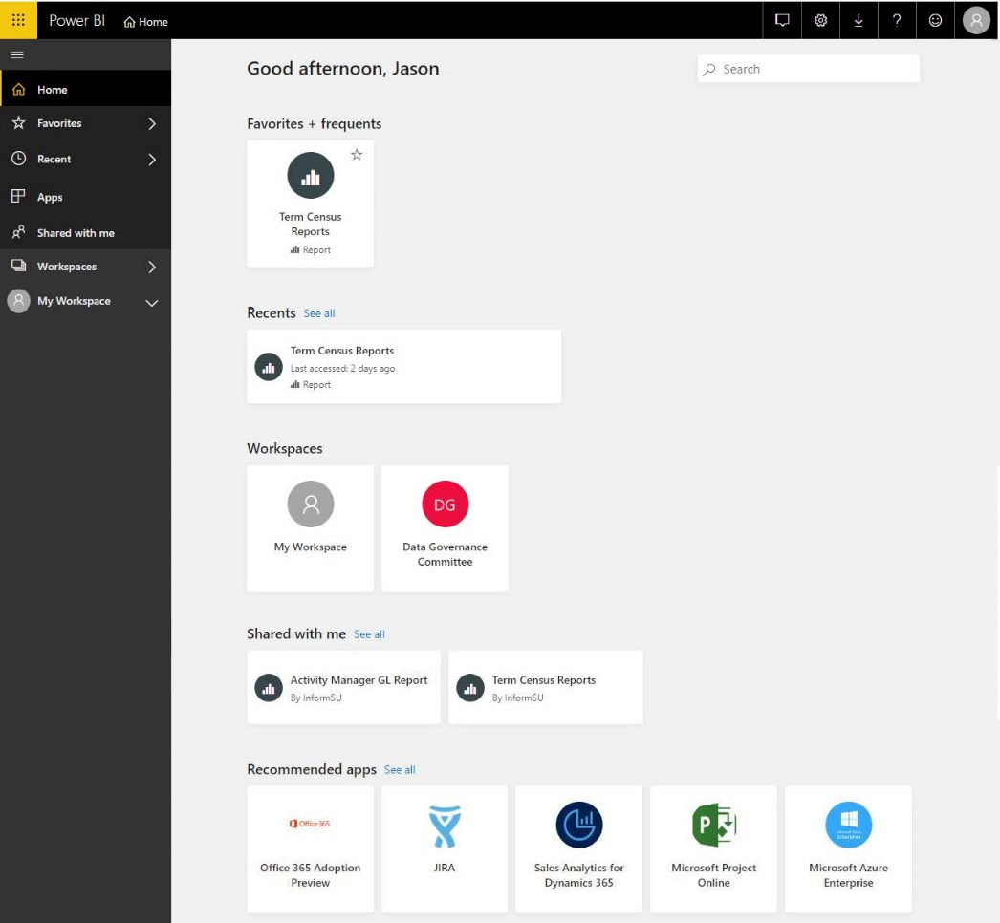 Power BI
Home
?
Home
Favorites
Recent
Apps
Shared with me
Workspaces
My Workspace
Good afternoon, Jason
Search
Favorites + frequents
Term Census
Reports
Report
Recents See all
Term Census Reports
Last accessed: 2 days ago
Report
Workspaces
My Workspace
DG
Data Governance
Committee
Shared with me See all
Activity Manager GL Report
By InformSU
Term Census Reports
By InformSU
Recommended apps See all
Office 365
Office 365 Adoption
Preview
JIRA
Sales Analytics for
Dynamics 365
P
Microsoft Project
Online
Microsoft Azure
Enterprise